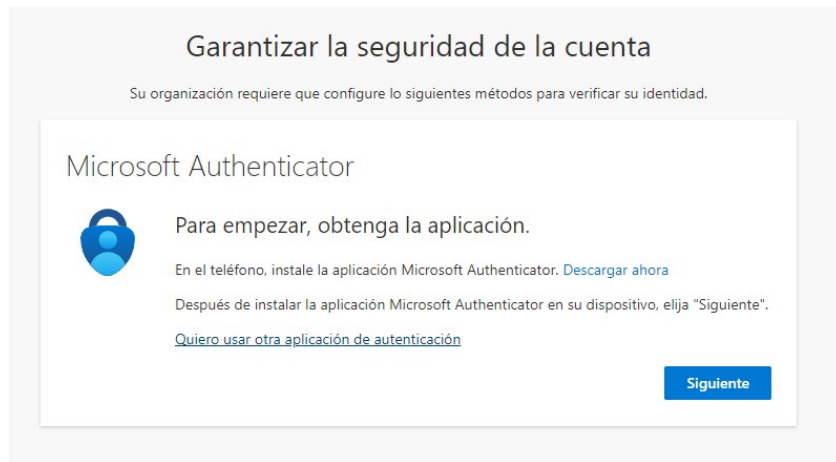 Garantizar la seguridad de la cuenta
Su organización requiere que configure lo siguientes métodos para verificar su identidad.
Microsoft Authenticator
Para empezar, obtenga la aplicación.
En el teléfono, instale la aplicación Microsoft Authenticator. Descargar ahora
Después de instalar la aplicación Microsoft Authenticator en su dispositivo, elija "Siguiente".
Quiero usar otra aplicación de autenticación
Siguiente